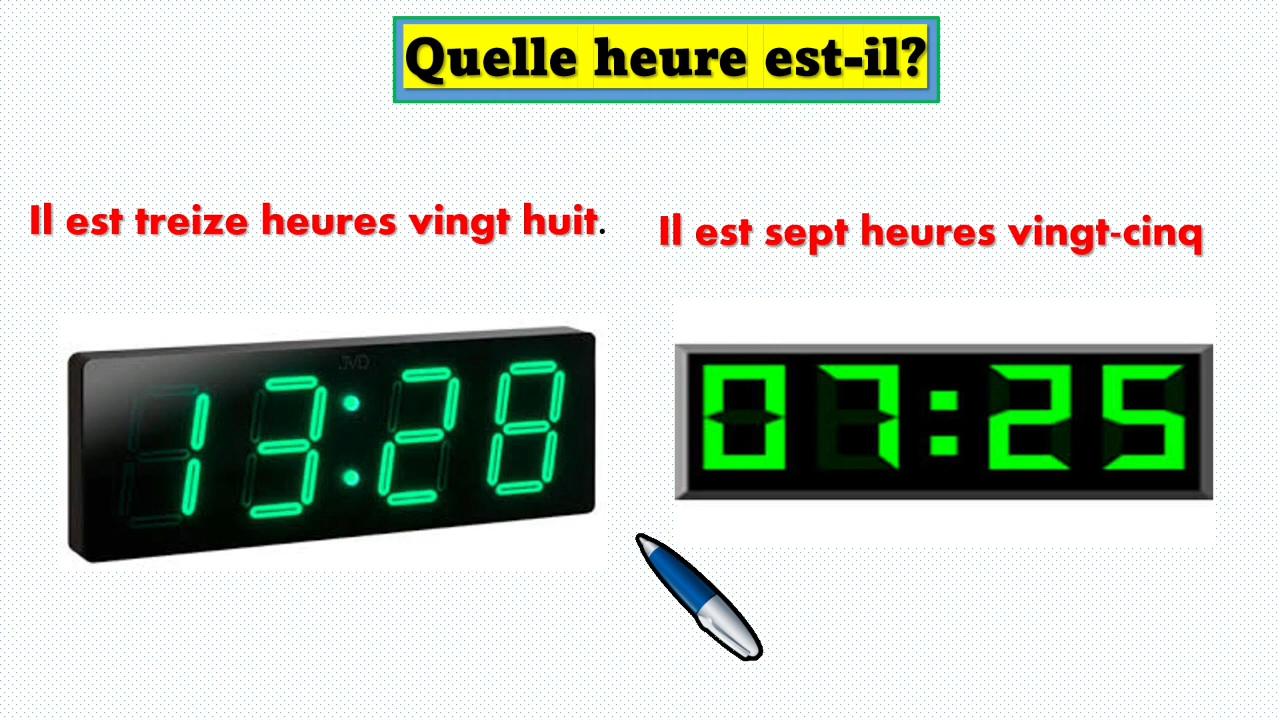 Quelle heure est-il?
Il est treize heures vingt huit.
Il est sept heures vingt-cinq
JVD
13:28
07:25